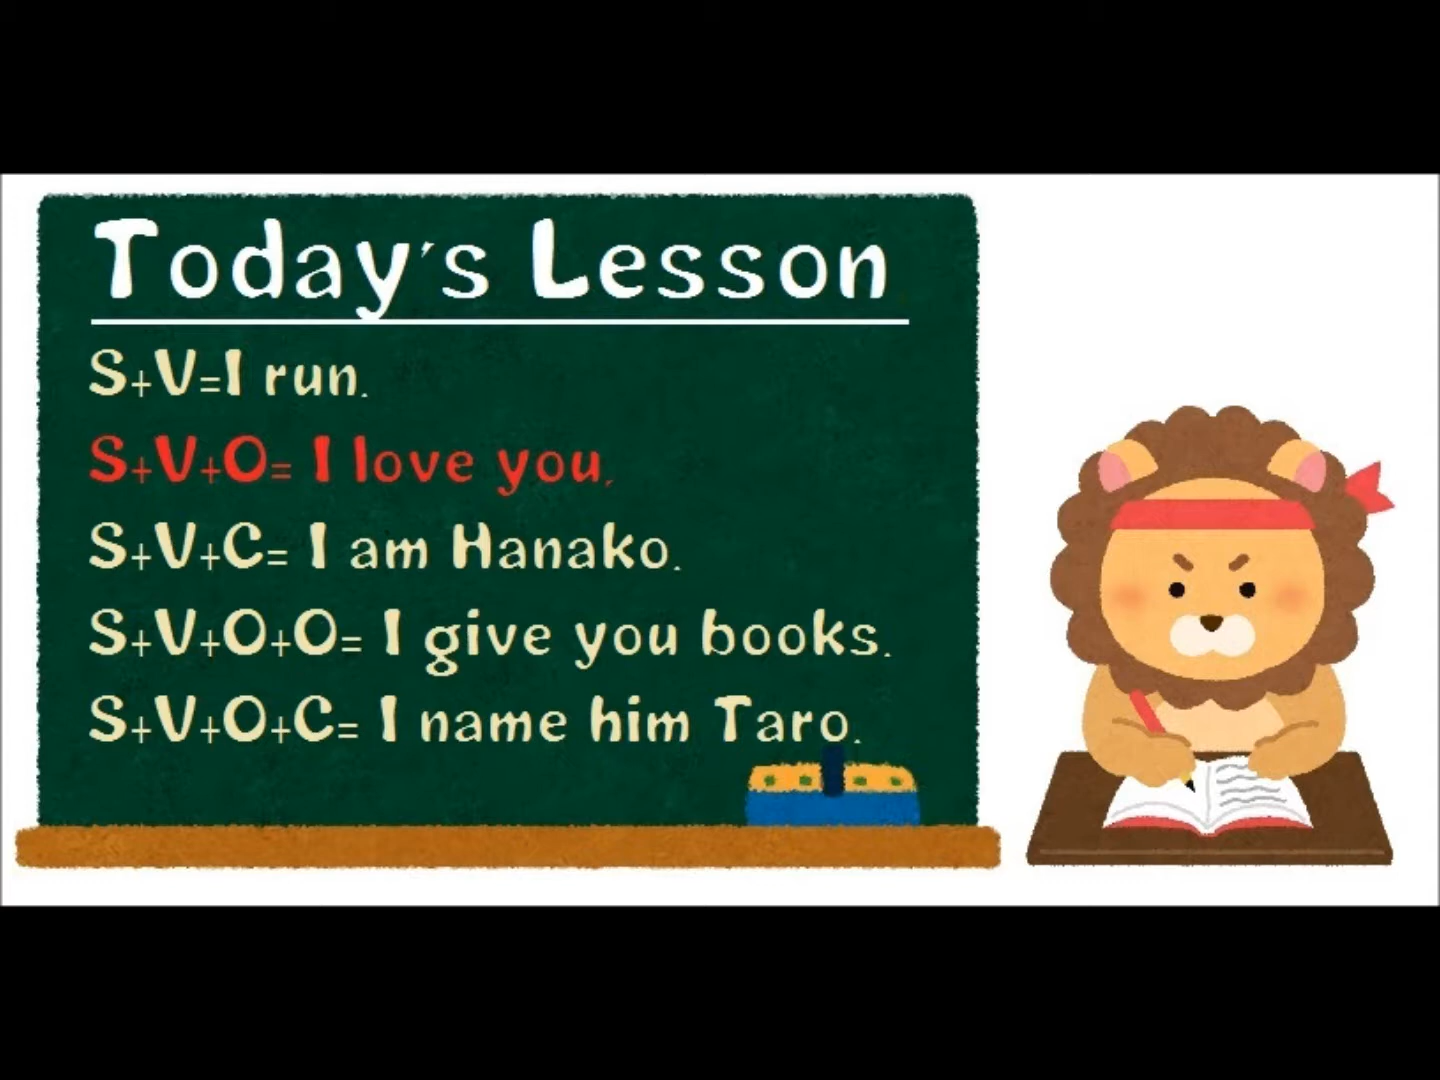 Today's Lesson
S+V=I run.
S+V+O= I love you.
S+V+C= I am Hanako.
S+V+O+O= I give you books.
S+V+O+C= I name him Taro.